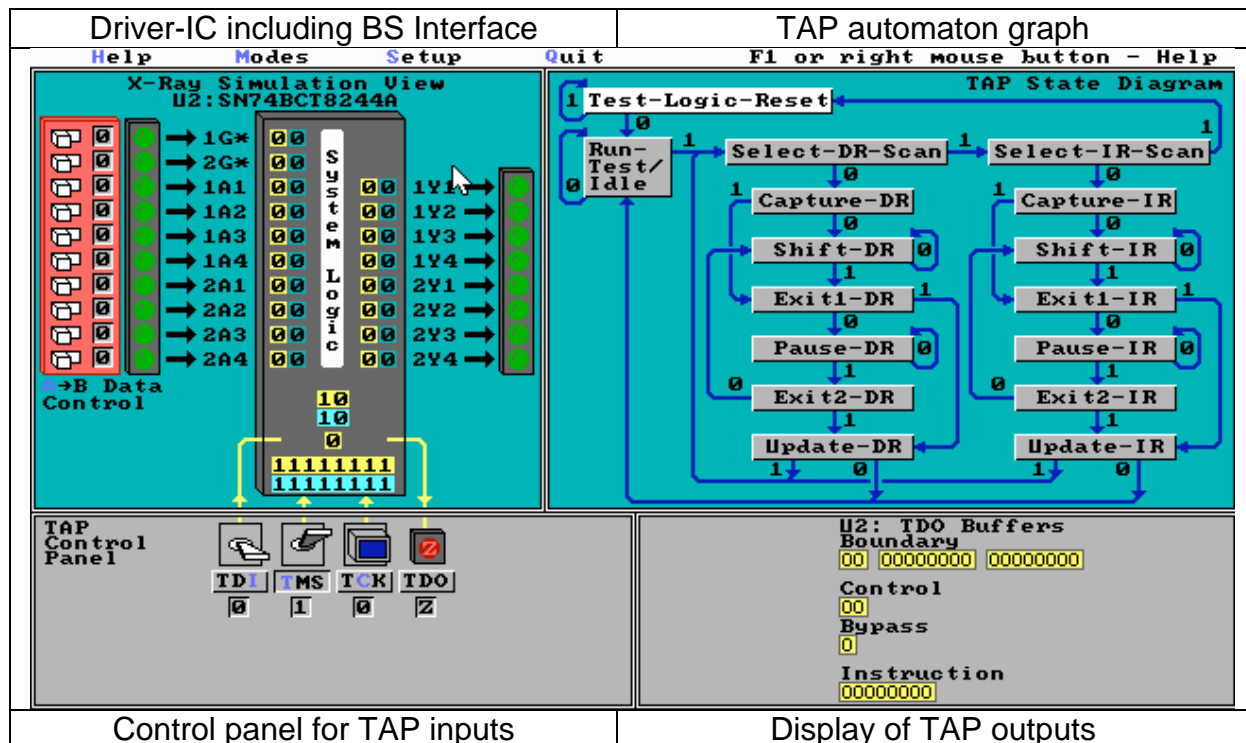 Driver-IC including BS Interface
TAP automaton graph
Help Modes Setup Quit F1 or right mouse button - Help
X-Ray Simulation View
U2:SN74BCT8244A
0 → 1G* 00
0 → 2G* 00
0 → 1A1 00 00 1Y1 →
0 → 1A2 00 00 1Y2 →
0 → 1A3 00 00 1Y3 →
0 → 1A4 00 00 1Y4 →
0 → 2A1 00 00 2Y1 →
0 → 2A2 00 00 2Y2 →
0 → 2A3 00 00 2Y3 →
0 → 2A4 00 00 2Y4 →
System Logic
A→B Data
Control
10
10
0
11111111
11111111
TAP State Diagram
1 Test-Logic-Reset
0
Run-
Test/
Idle
0
1 Select-DR-Scan 1 Select-IR-Scan 1
0 0
1 Capture-DR 1 Capture-IR
0 0
Shift-DR 0 Shift-IR 0
1 1
Exit1-DR 1 Exit1-IR 1
0 0
Pause-DR 0 Pause-IR 0
1 1
0 Exit2-DR 0 Exit2-IR
1 1
Update-DR Update-IR
1 0 1 0
TAP
Control
Panel
Z
TDI TMS TCK TDO
0 1 0 Z
U2: TDO Buffers
Boundary
00 00000000 00000000
Control
00
Bypass
0
Instruction
00000000
Control panel for TAP inputs
Display of TAP outputs